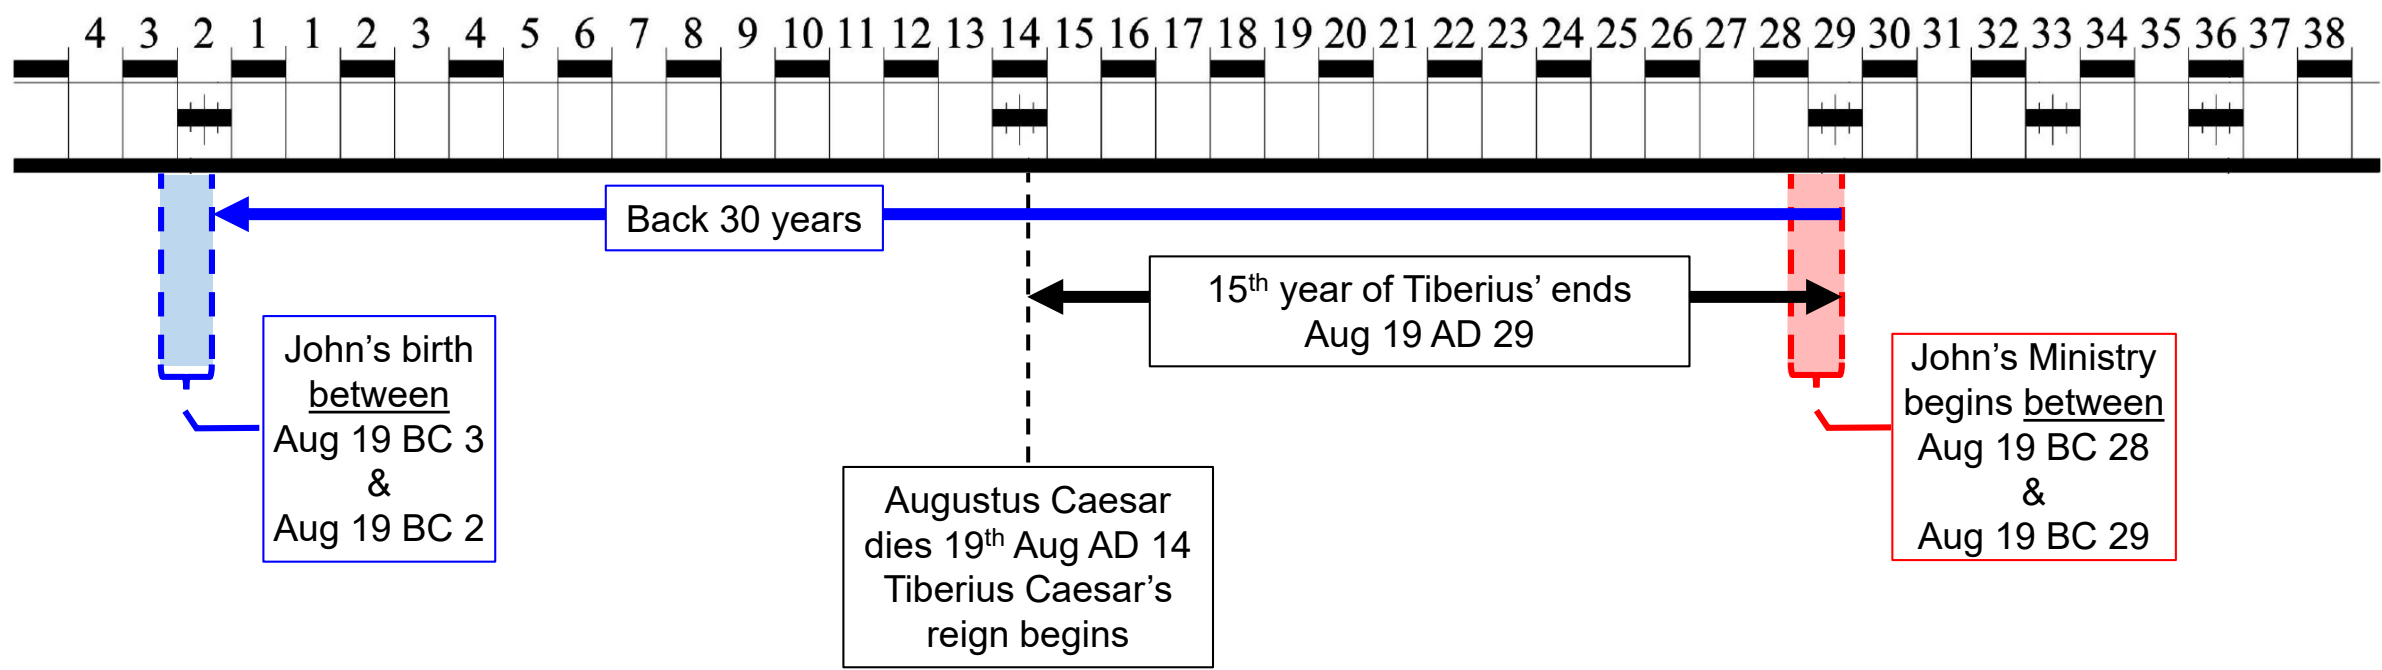 4 3 2 1 1 2 3 4 5 6 7 8 9 10 11 12 13 14 15 16 17 18 19 20 21 22 23 24 25 26 27 28 29 30 31 32 33 34 35 36 37 38
Back 30 years
15th year of Tiberius’ ends
Aug 19 AD 29
John’s birth
between
Aug 19 BC 3
&
Aug 19 BC 2
John’s Ministry
begins between
Aug 19 BC 28
&
Aug 19 BC 29
Augustus Caesar
dies 19th Aug AD 14
Tiberius Caesar’s
reign begins